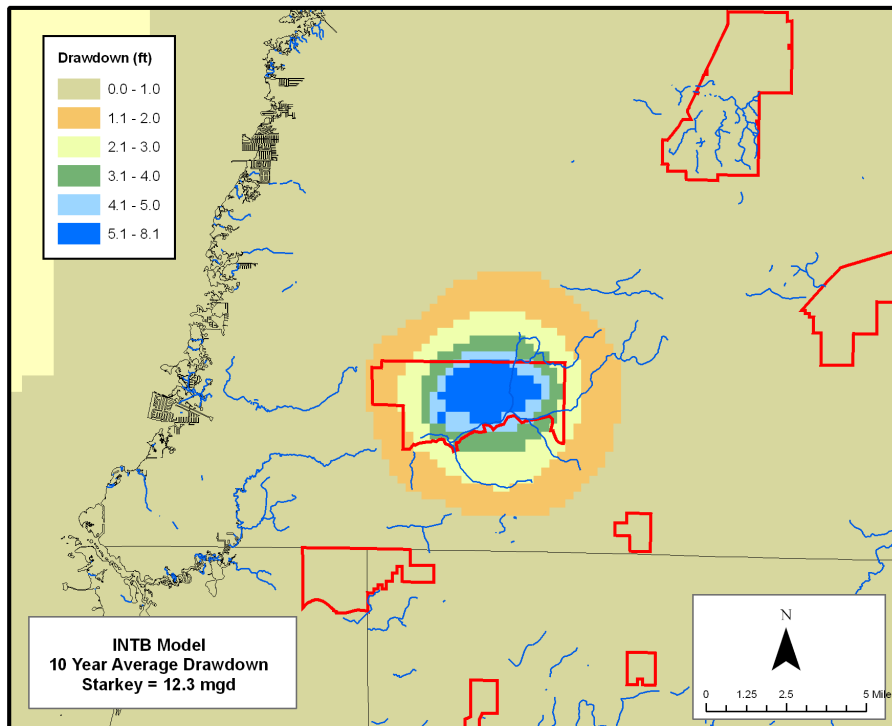 Drawdown (ft)
0.0 - 1.0
1.1 - 2.0
2.1 - 3.0
3.1 - 4.0
4.1 - 5.0
5.1 - 8.1
INTB Model
10 Year Average Drawdown
Starkey = 12.3 mgd
N
0 1.25 2.5 5 Mile